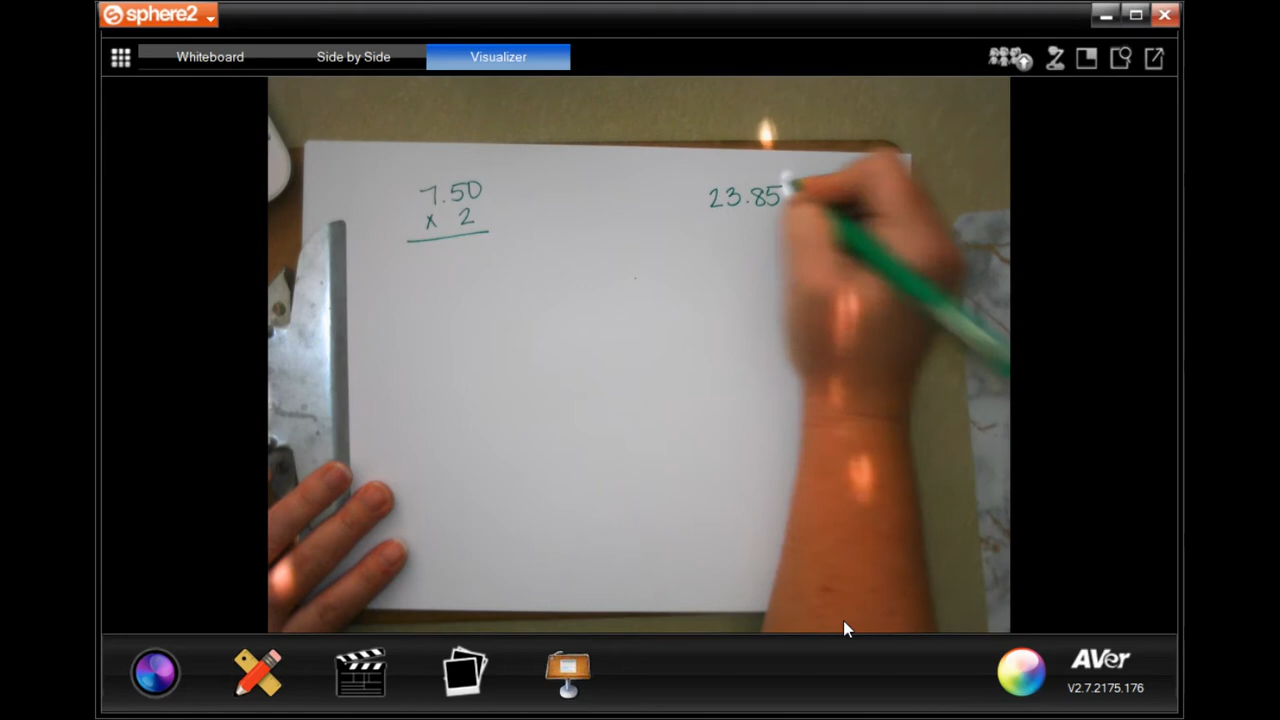 sphere2
Whiteboard Side by Side Visualizer
7.50 23.85
x 2
AVer
V2.7.2175.176